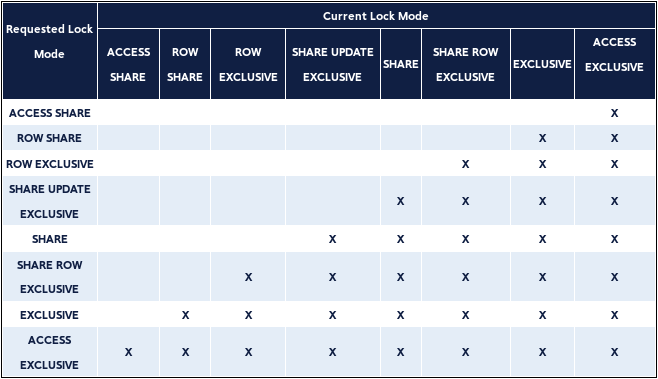 Current Lock Mode
Requested Lock
Mode
ACCESS
SHARE
ROW
SHARE
ROW
EXCLUSIVE
SHARE UPDATE
EXCLUSIVE
SHARE
SHARE ROW
EXCLUSIVE
EXCLUSIVE
ACCESS
EXCLUSIVE
ACCESS SHARE X
ROW SHARE X X
ROW EXCLUSIVE X X X
SHARE UPDATE
EXCLUSIVE
X X X X
SHARE X X X X X
SHARE ROW
EXCLUSIVE
X X X X X X
EXCLUSIVE X X X X X X X
ACCESS
EXCLUSIVE
X X X X X X X X